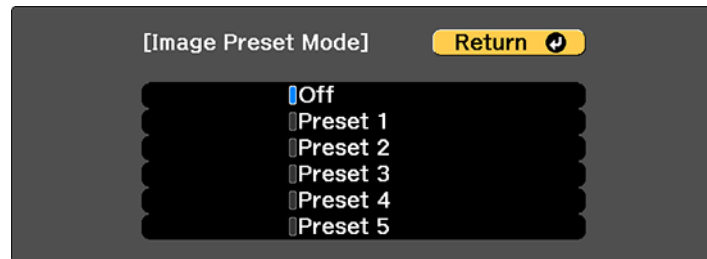 [Image Preset Mode] Return
Off
Preset 1
Preset 2
Preset 3
Preset 4
Preset 5